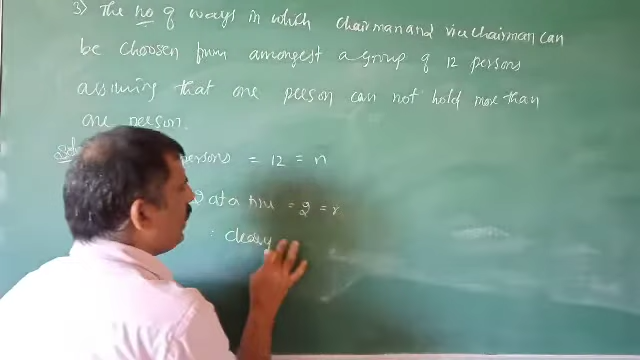 3) The no of ways in which chairman and vice chairman can
be choosen from amongest a group of 12 persons
assuming that one person can not hold more than
one person.
persons = 12 = n
at a time = 2 = r